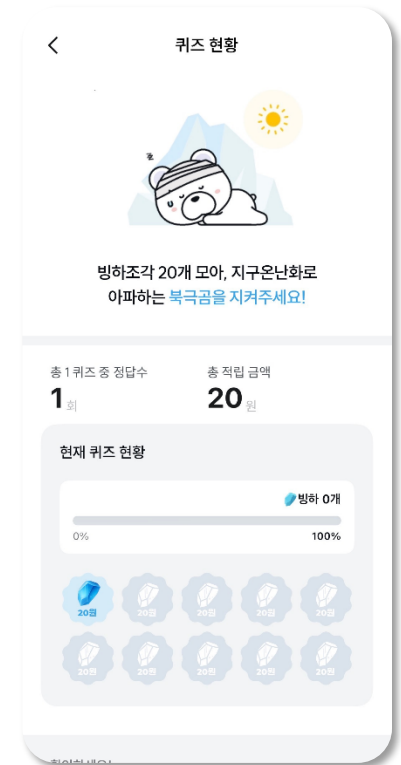 퀴즈 현황
빙하조각 20개 모아, 지구온난화로
아파하는 북극곰을 지켜주세요!
총 1 퀴즈 중 정답수 총 적립 금액
1 회 20 원
현재 퀴즈 현황
빙하 0개
0% 100%
20원 20원 20원 20원 20원
20원 20원 20원 20원 20원